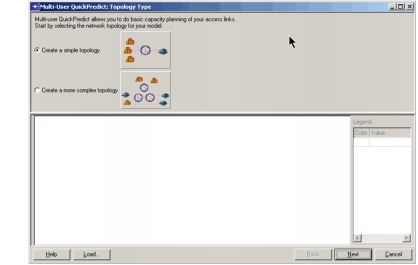 Multi-User QuickPredict: Topology Type
Multi-user QuickPredict allows you to do basic capacity planning of your access links.
Start by selecting the network topology for your model.
Create a simple topology
Create a more complex topology
Legend:
Color Value
Help Load... Back Next Cancel